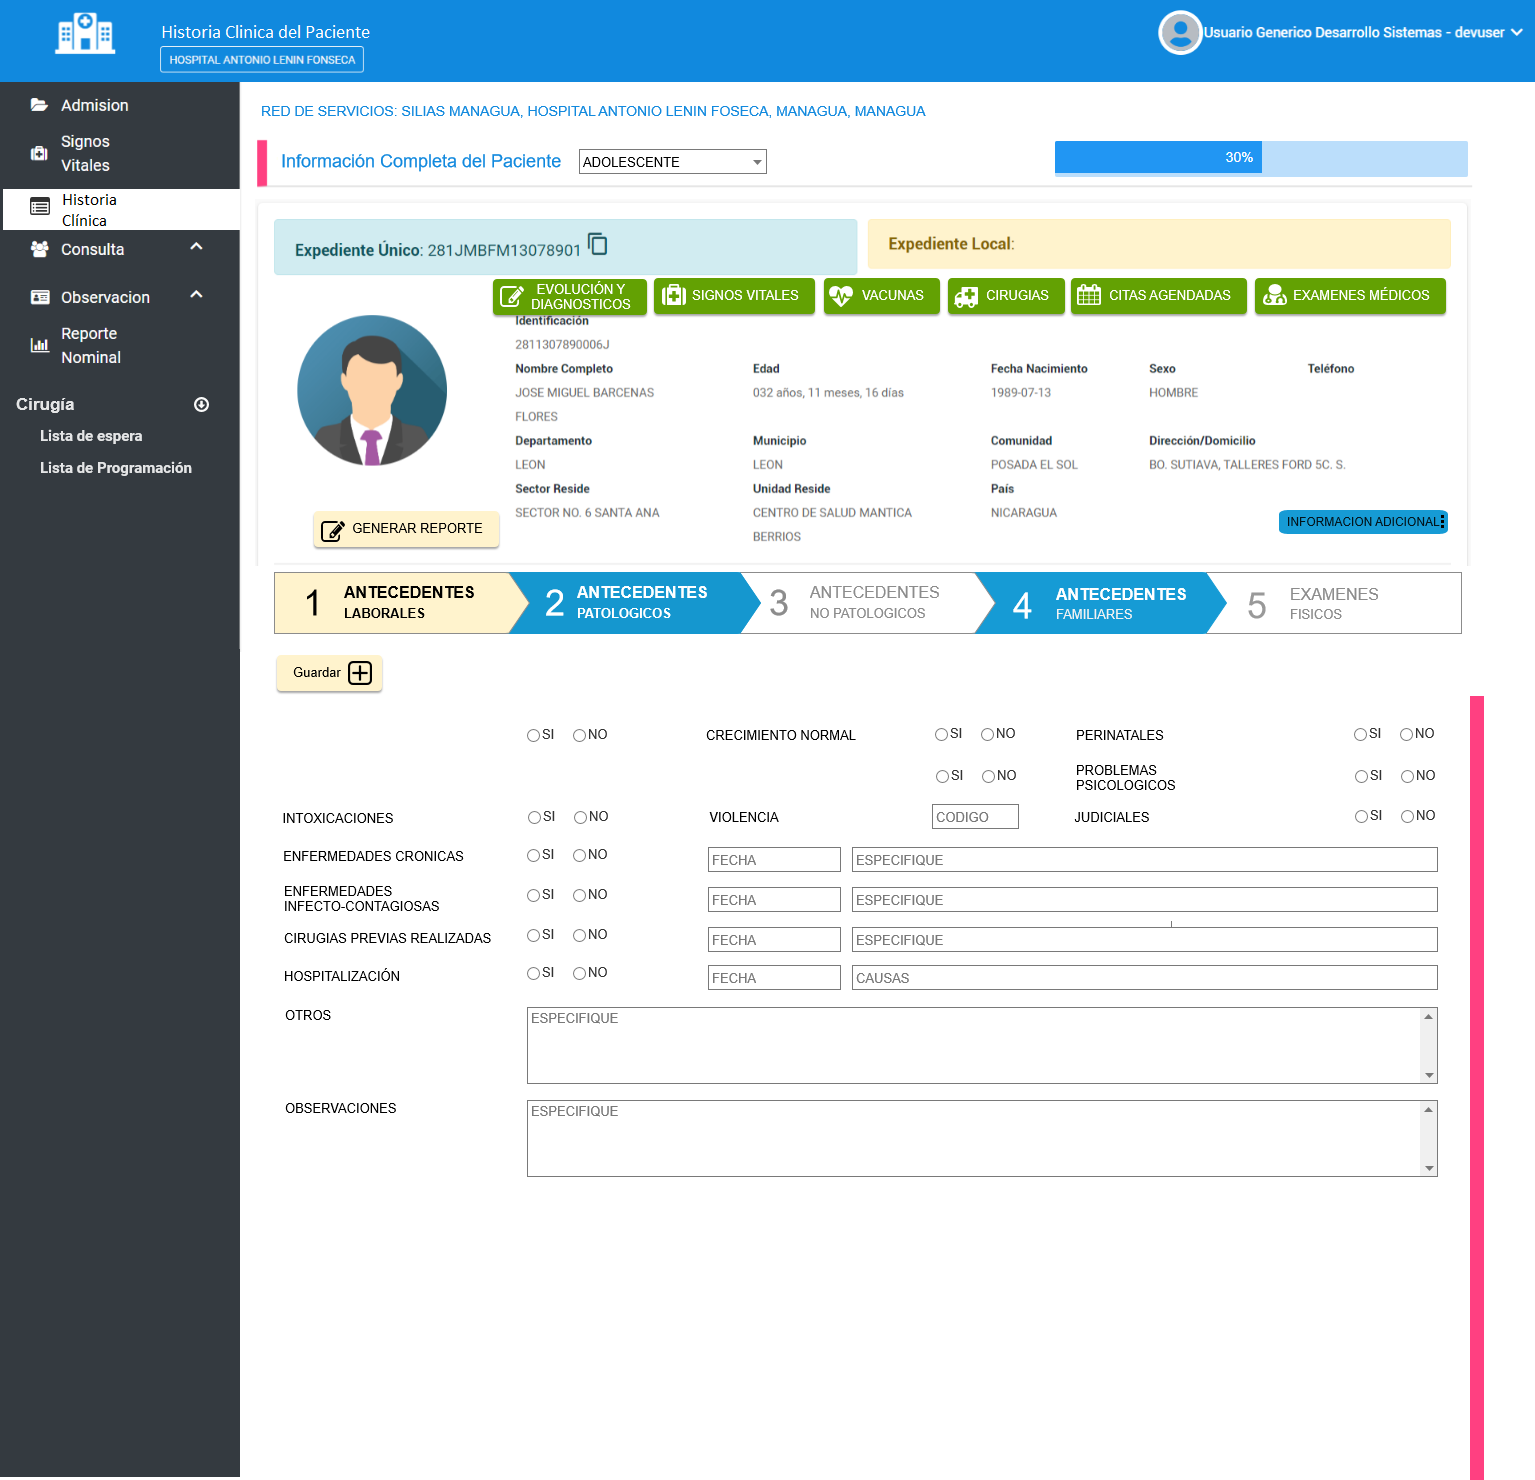 Historia Clinica del Paciente
HOSPITAL ANTONIO LENIN FONSECA
Usuario Generico Desarrollo Sistemas - devuser
Admision
Signos
Vitales
Historia
Clínica
Consulta
Observacion
Reporte
Nominal
Cirugía
Lista de espera
Lista de Programación
RED DE SERVICIOS: SILIAS MANAGUA, HOSPITAL ANTONIO LENIN FOSECA, MANAGUA, MANAGUA
Información Completa del Paciente
ADOLESCENTE
30%
Expediente Único: 281JMBFM13078901
Expediente Local:
EVOLUCIÓN Y
DIAGNOSTICOS
SIGNOS VITALES
VACUNAS
CIRUGIAS
CITAS AGENDADAS
EXAMENES MÉDICOS
Identificación
2811307890006J
Nombre Completo
JOSE MIGUEL BARCENAS
FLORES
Edad
032 años, 11 meses, 16 días
Fecha Nacimiento
1989-07-13
Sexo
HOMBRE
Teléfono
Departamento
LEON
Municipio
LEON
Comunidad
POSADA EL SOL
Dirección/Domicilio
BO. SUTIAVA, TALLERES FORD 5C. S.
Sector Reside
SECTOR NO. 6 SANTA ANA
Unidad Reside
CENTRO DE SALUD MANTICA
BERRIOS
País
NICARAGUA
GENERAR REPORTE
INFORMACION ADICIONAL
1 ANTECEDENTES
LABORALES
2 ANTECEDENTES
PATOLOGICOS
3 ANTECEDENTES
NO PATOLOGICOS
4 ANTECEDENTES
FAMILIARES
5 EXAMENES
FISICOS
Guardar
SI NO CRECIMIENTO NORMAL SI NO PERINATALES SI NO
SI NO PROBLEMAS
PSICOLOGICOS SI NO
INTOXICACIONES SI NO VIOLENCIA CODIGO JUDICIALES SI NO
ENFERMEDADES CRONICAS SI NO FECHA ESPECIFIQUE
ENFERMEDADES
INFECTO-CONTAGIOSAS SI NO FECHA ESPECIFIQUE
CIRUGIAS PREVIAS REALIZADAS SI NO FECHA ESPECIFIQUE
HOSPITALIZACIÓN SI NO FECHA CAUSAS
OTROS ESPECIFIQUE
OBSERVACIONES ESPECIFIQUE